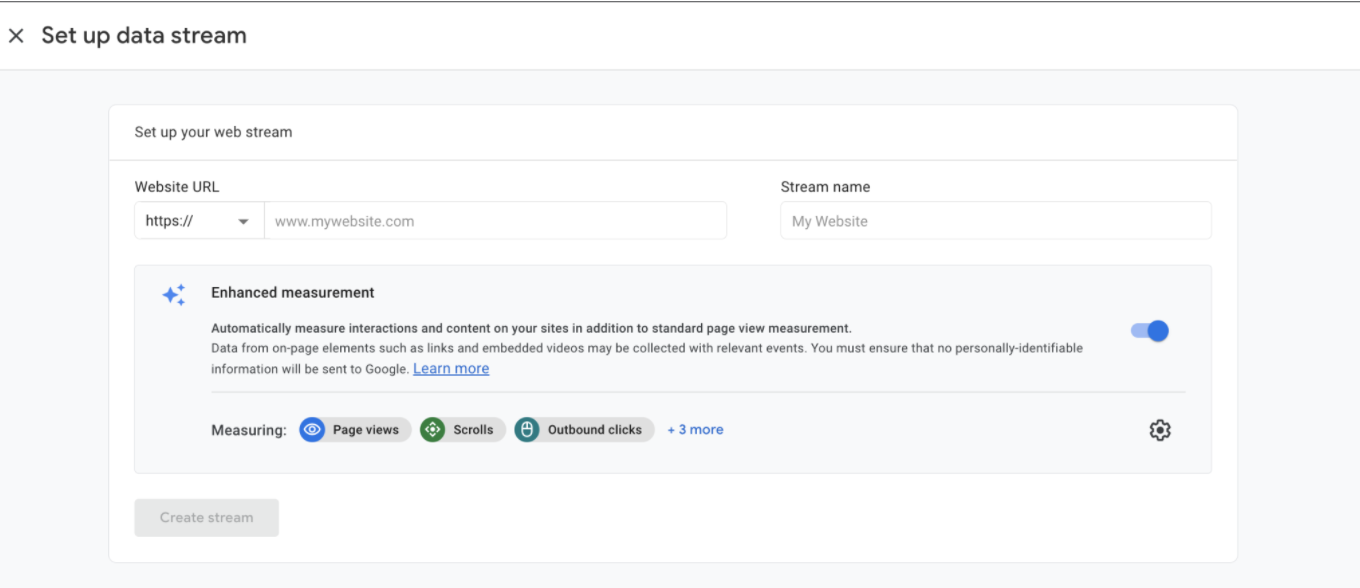 Set up data stream
Set up your web stream
Website URL
Stream name
https://
www.mywebsite.com
My Website
Enhanced measurement
Automatically measure interactions and content on your sites in addition to standard page view measurement.
Data from on-page elements such as links and embedded videos may be collected with relevant events. You must ensure that no personally-identifiable
information will be sent to Google. Learn more
Measuring: Page views Scrolls Outbound clicks + 3 more
Create stream